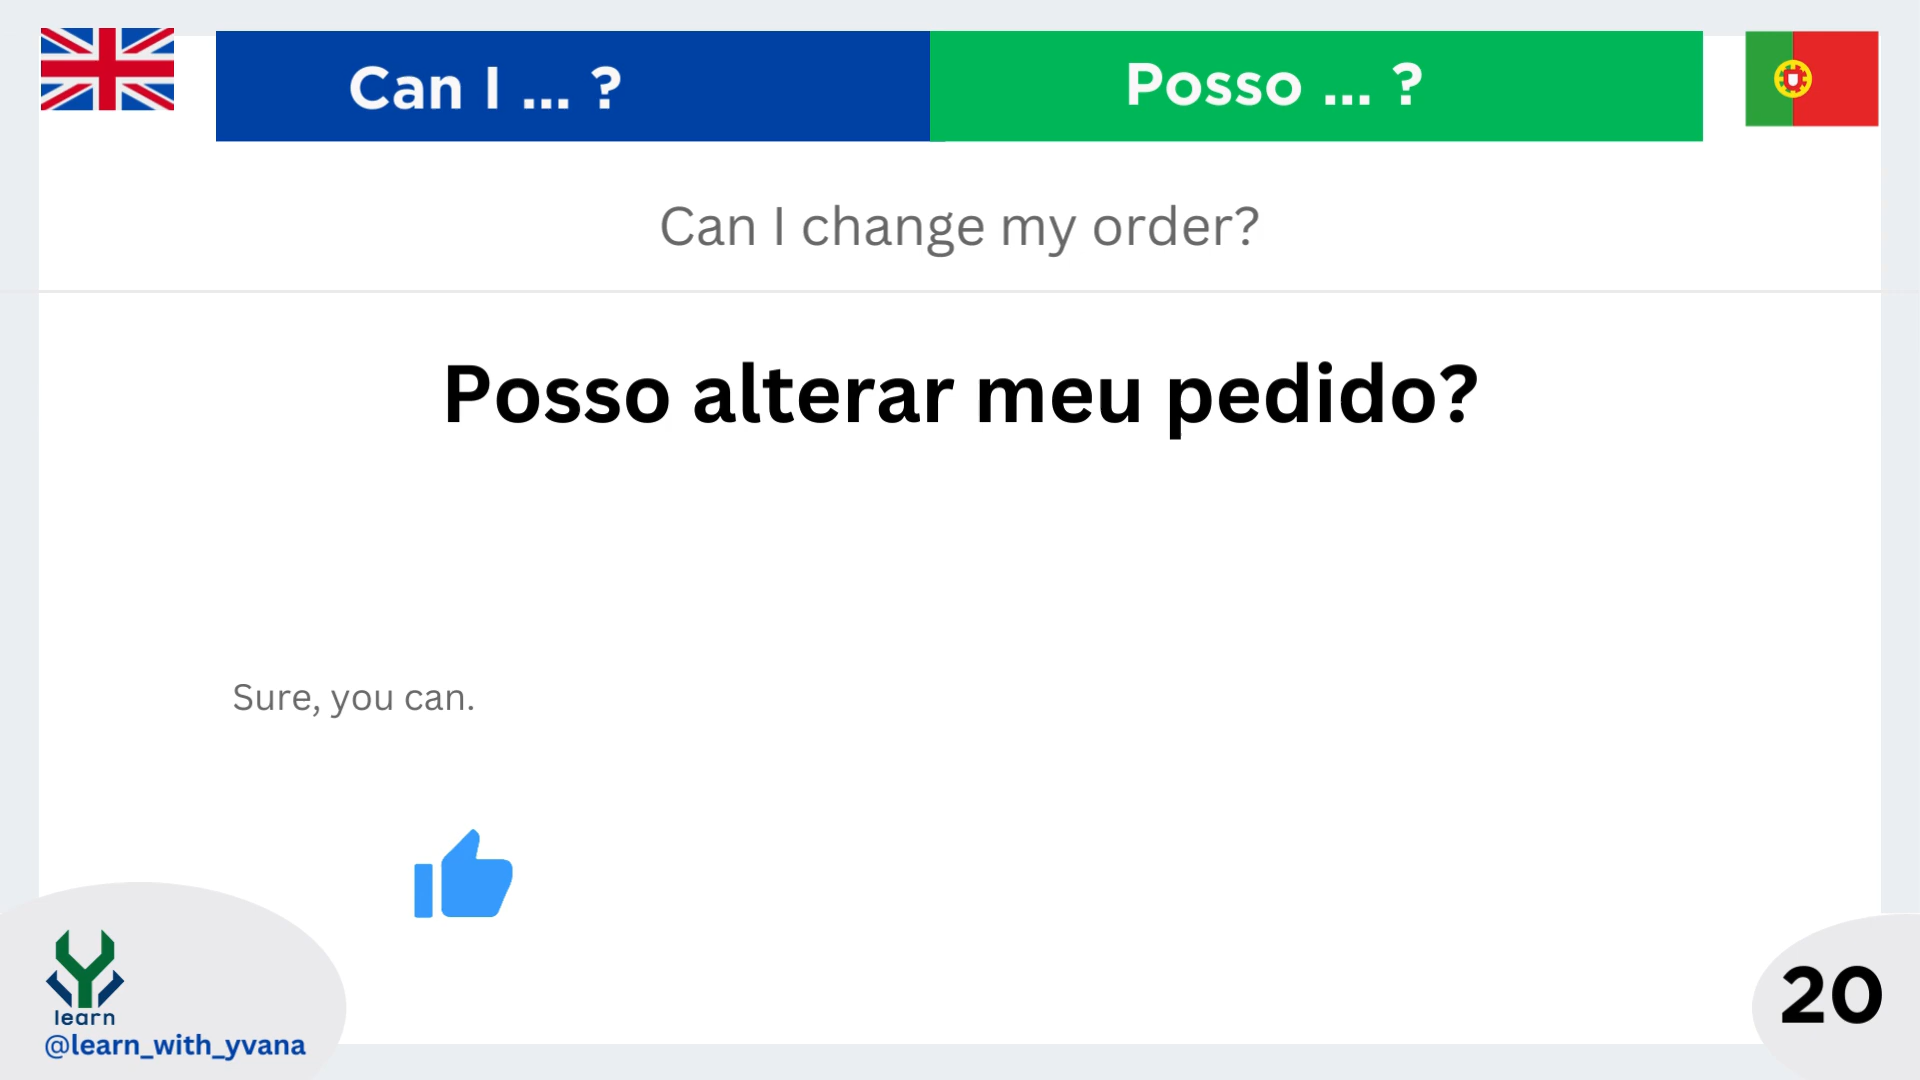 Can I ... ?
Posso ... ?
Can I change my order?
Posso alterar meu pedido?
Sure, you can.
learn
@learn_with_yvana
20